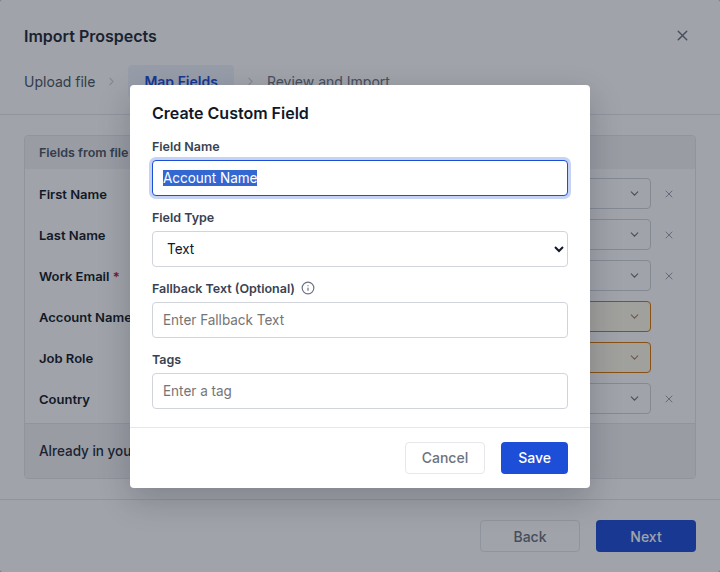 Import Prospects
Upload file
Map Fields
Review and Import
Create Custom Field
Fields from file
Field Name
Account Name
First Name
Last Name
Field Type
Text
Work Email *
Fallback Text (Optional)
Account Name
Enter Fallback Text
Job Role
Tags
Country
Enter a tag
Already in you
Cancel
Save
Back
Next